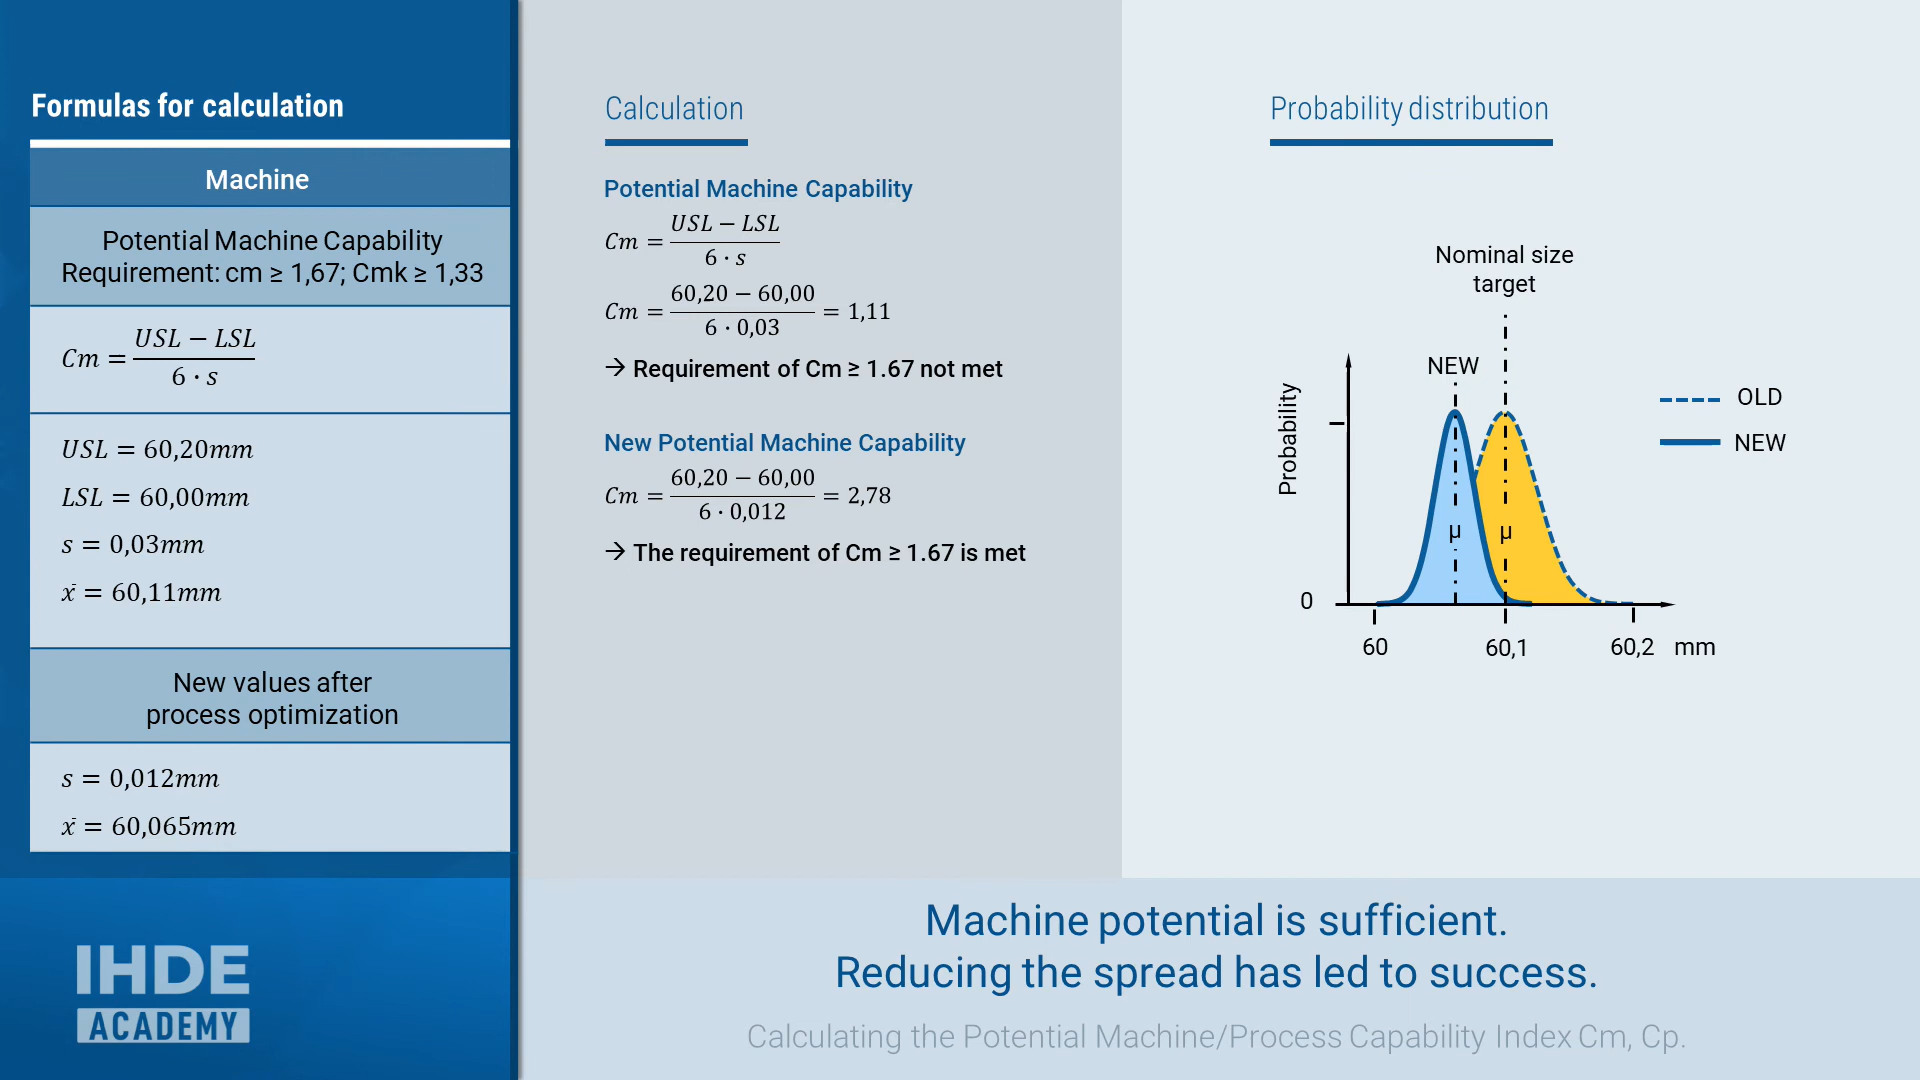 Formulas for calculation
Machine
Potential Machine Capability
Requirement: cm ≥ 1,67; Cmk ≥ 1,33
Cm = (USL − LSL) / (6 · s)
USL = 60,20mm
LSL = 60,00mm
s = 0,03mm
x̄ = 60,11mm
New values after
process optimization
s = 0,012mm
x̄ = 60,065mm
IHDE
ACADEMY
Calculation
Potential Machine Capability
Cm = (USL − LSL) / (6 · s)
Cm = (60,20 − 60,00) / (6 · 0,03) = 1,11
→ Requirement of Cm ≥ 1.67 not met
New Potential Machine Capability
Cm = (60,20 − 60,00) / (6 · 0,012) = 2,78
→ The requirement of Cm ≥ 1.67 is met
Probability distribution
Nominal size
target
NEW
Probability
OLD
NEW
µ µ
0
60 60,1 60,2 mm
Machine potential is sufficient.
Reducing the spread has led to success.
Calculating the Potential Machine/Process Capability Index Cm, Cp.